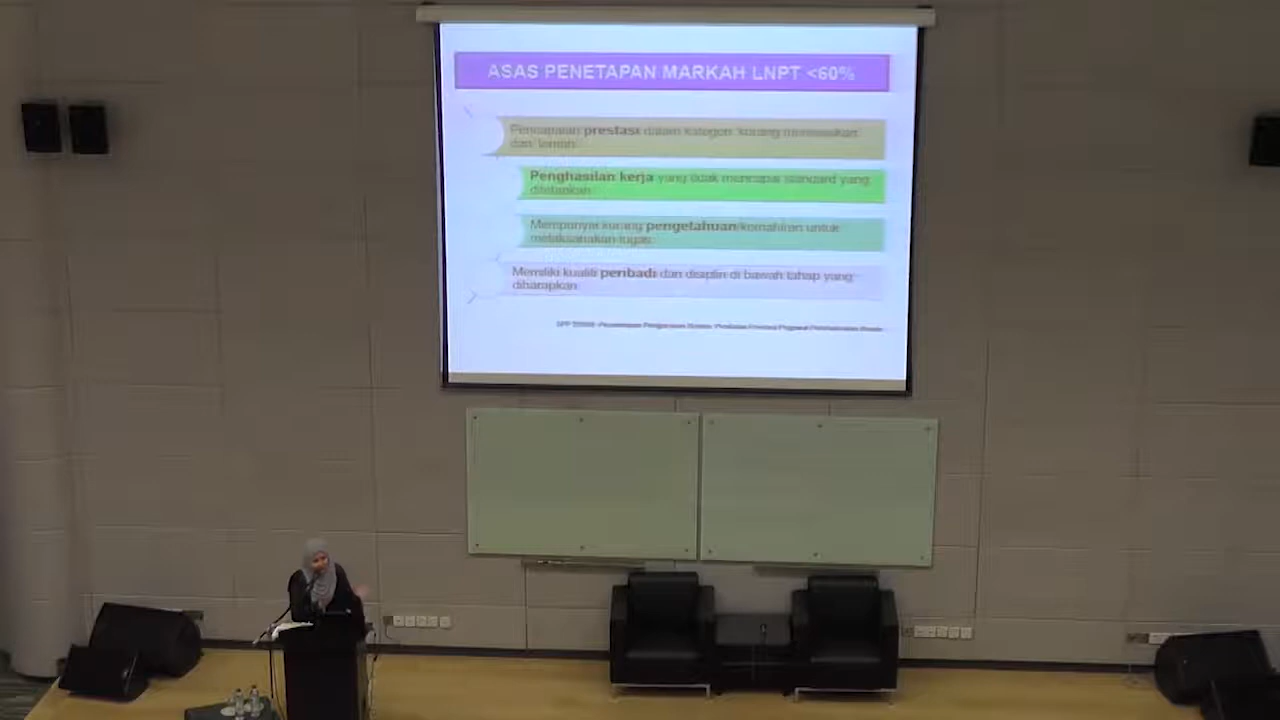 ASAS PENETAPAN MARKAH LNPT <60%
Pencapaian prestasi dalam kategori 'kurang memuaskan'
dan 'lemah'
Penghasilan kerja yang tidak mencapai standard yang
ditetapkan
Mempunyai kurang pengetahuan/kemahiran untuk
melaksanakan tugas
Memiliki kualiti peribadi dan disiplin di bawah tahap yang
diharapkan